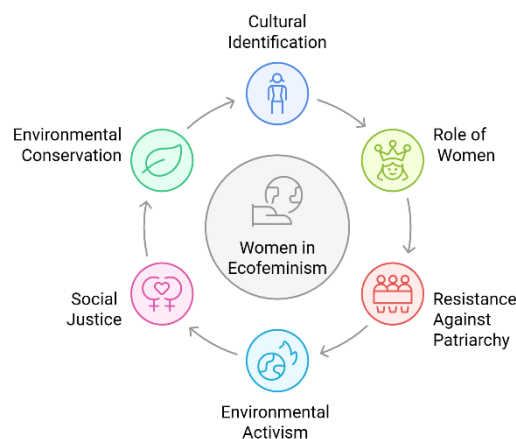 Cultural
Identification
Role of
Women
Resistance
Against
Patriarchy
Environmental
Activism
Social
Justice
Environmental
Conservation
Women in
Ecofeminism